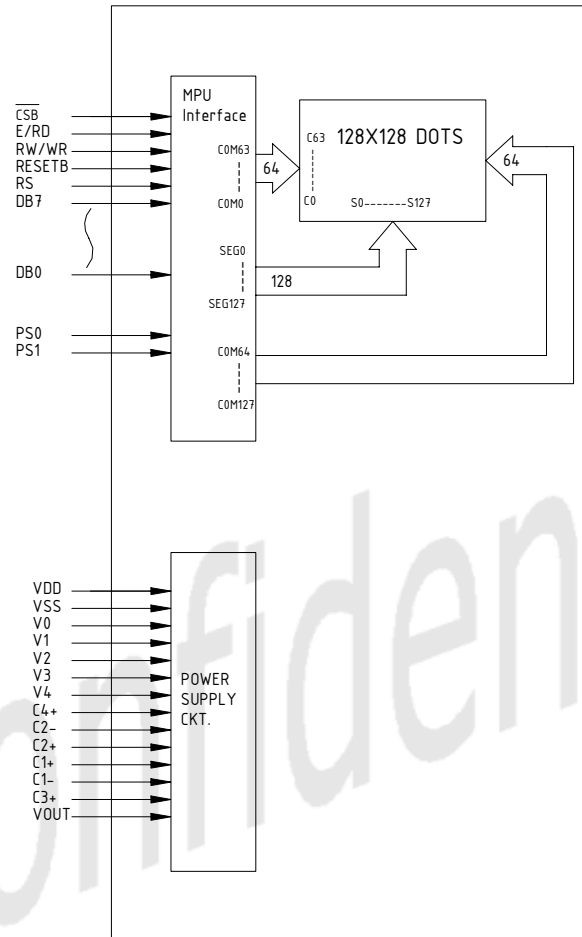 CSB
E/RD
RW/WR
RESETB
RS
DB7
DB0
PS0
PS1
MPU
Interface
COM63
COM0
SEG0
SEG127
COM64
COM127
64
128
C63
C0
128X128 DOTS
S0-------S127
64
VDD
VSS
V0
V1
V2
V3
V4
C4+
C2-
C2+
C1+
C1-
C3+
VOUT
POWER
SUPPLY
CKT.
onfiden